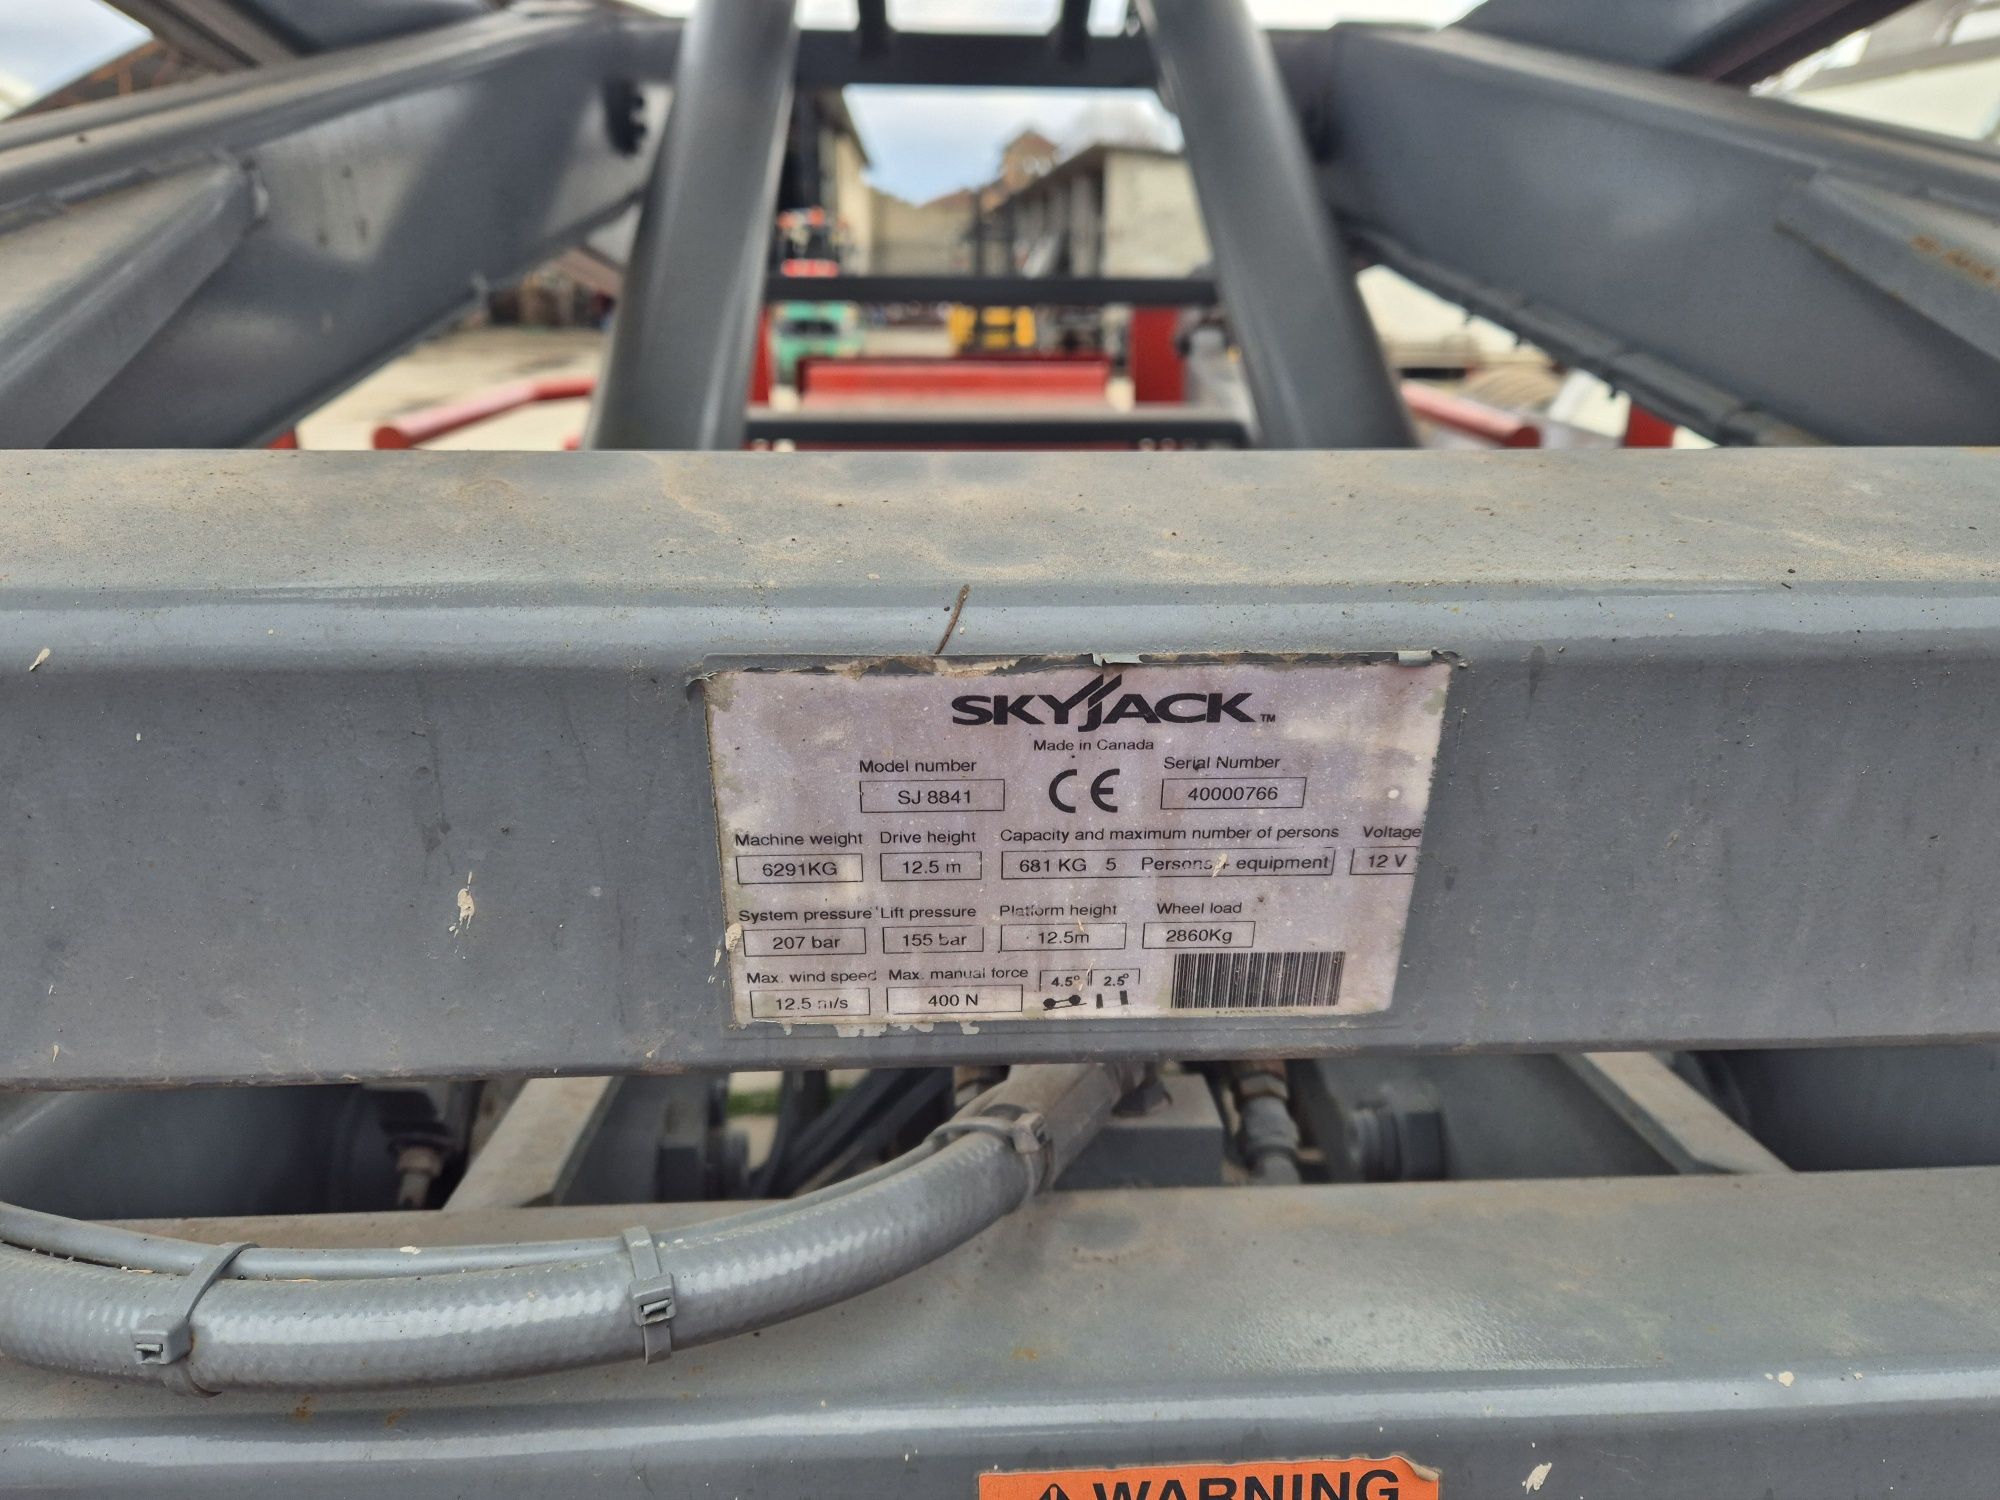 SKYJACK™
Made in Canada
Model number
SJ 8841
CE
Serial Number
40000766
Machine weight Drive height Capacity and maximum number of persons Voltage
6291KG 12.5 m 681 KG 5 Persons + equipment 12 V
System pressure Lift pressure Platform height Wheel load
207 bar 155 bar 12.5m 2860Kg
Max. wind speed Max. manual force 4.5° 2.5°
12.5 m/s 400 N
WARNING